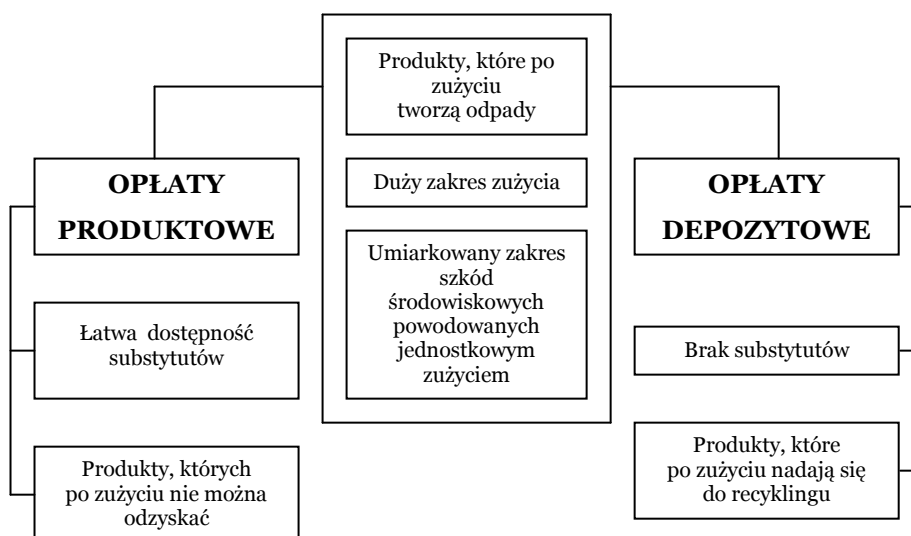 Produkty, które po
zużyciu
tworzą odpady
Duży zakres zużycia
Umiarkowany zakres
szkód
środowiskowych
powodowanych
jednostkowym
zużyciem
OPŁATY
PRODUKTOWE
Łatwa dostępność
substytutów
Produkty, których
po zużyciu nie można
odzyskać
OPŁATY
DEPOZYTOWE
Brak substytutów
Produkty, które
po zużyciu nadają się
do recyklingu